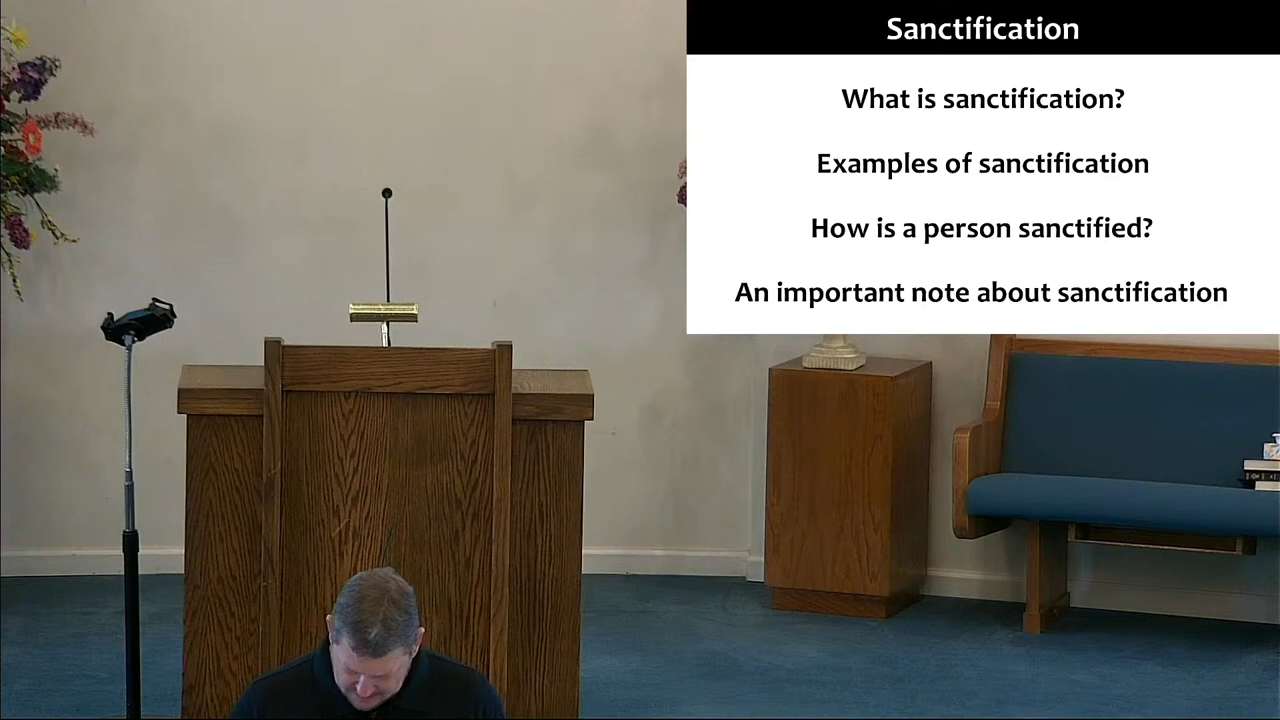 Sanctification
What is sanctification?
Examples of sanctification
How is a person sanctified?
An important note about sanctification